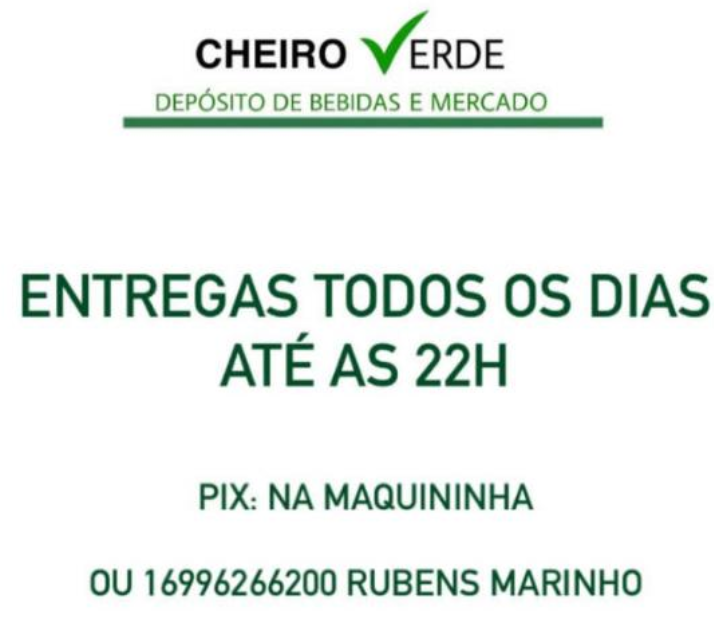 CHEIRO VERDE
DEPÓSITO DE BEBIDAS E MERCADO
ENTREGAS TODOS OS DIAS
ATÉ AS 22H
PIX: NA MAQUININHA
OU 16996266200 RUBENS MARINHO